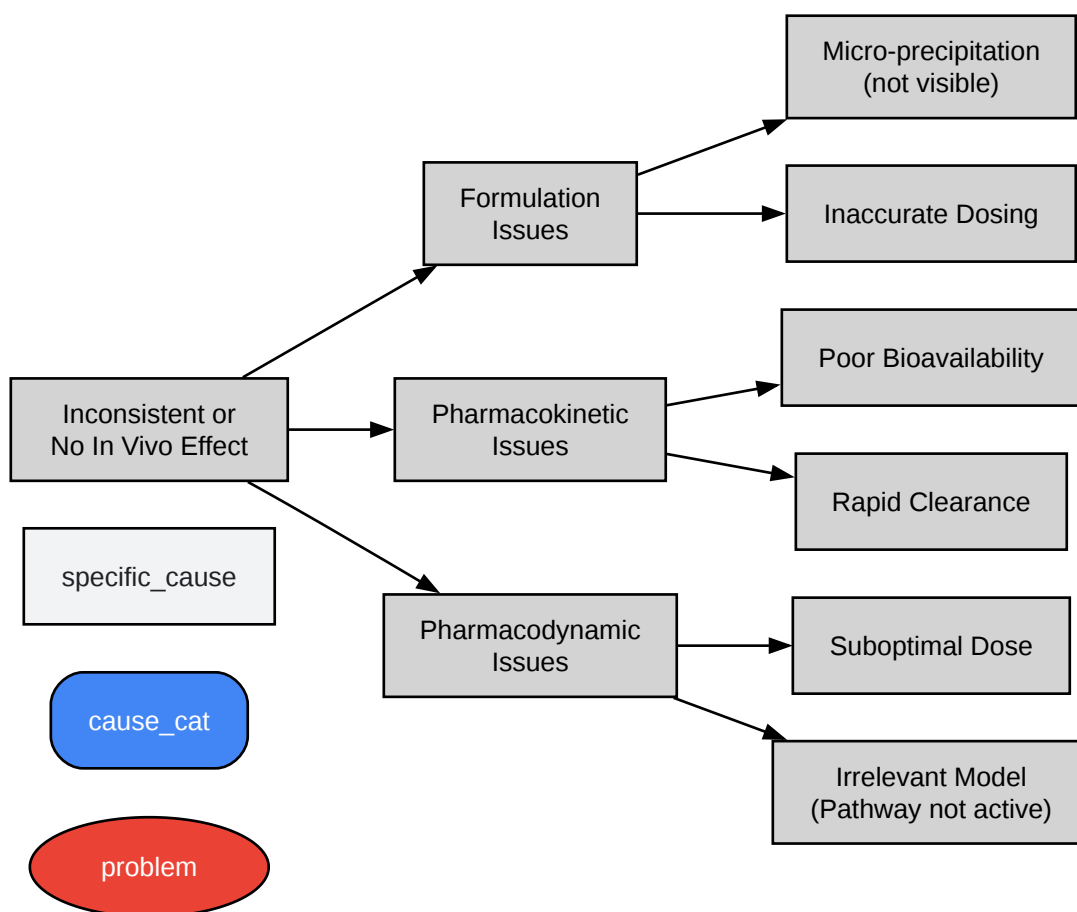 Micro-precipitation
(not visible)
Formulation
Issues
Inaccurate Dosing
Poor Bioavailability
Inconsistent or
No In Vivo Effect
Pharmacokinetic
Issues
Rapid Clearance
specific_cause
Pharmacodynamic
Issues
Suboptimal Dose
cause_cat
Irrelevant Model
(Pathway not active)
problem